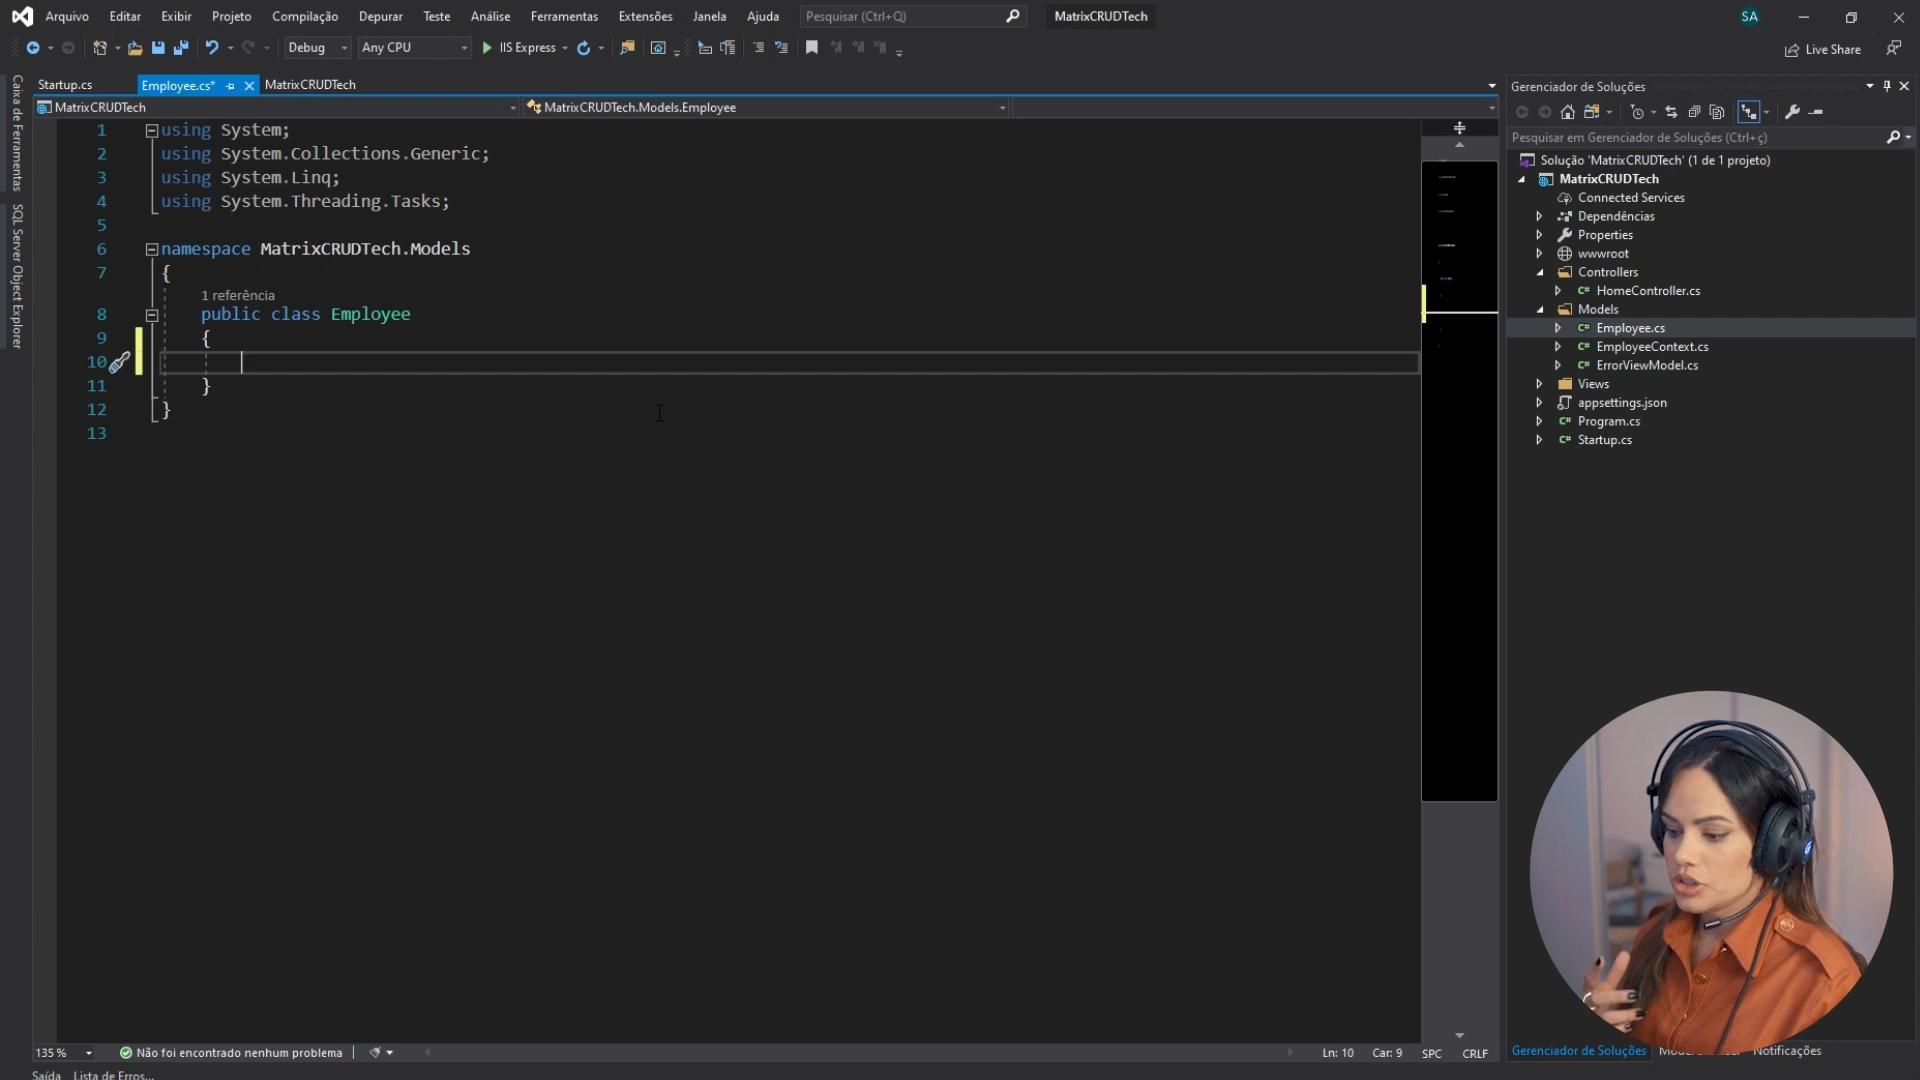 Arquivo Editar Exibir Projeto Compilação Depurar Teste Análise Ferramentas Extensões Janela Ajuda Pesquisar (Ctrl+Q) MatrixCRUDTech SA
Debug Any CPU IIS Express Live Share
Startup.cs Employee.cs* MatrixCRUDTech
MatrixCRUDTech MatrixCRUDTech.Models.Employee
Caixa de Ferramentas
SQL Server Object Explorer
1 using System;
2 using System.Collections.Generic;
3 using System.Linq;
4 using System.Threading.Tasks;
5
6 namespace MatrixCRUDTech.Models
7 {
1 referência
8 public class Employee
9 {
10
11 }
12 }
13
Gerenciador de Soluções
Pesquisar em Gerenciador de Soluções (Ctrl+ç)
Solução 'MatrixCRUDTech' (1 de 1 projeto)
MatrixCRUDTech
Connected Services
Dependências
Properties
wwwroot
Controllers
C# HomeController.cs
Models
C# Employee.cs
C# EmployeeContext.cs
C# ErrorViewModel.cs
Views
appsettings.json
C# Program.cs
C# Startup.cs
135 % Não foi encontrado nenhum problema Ln: 10 Car: 9 SPC CRLF
Gerenciador de Soluções Notificações
Saída Lista de Erros...